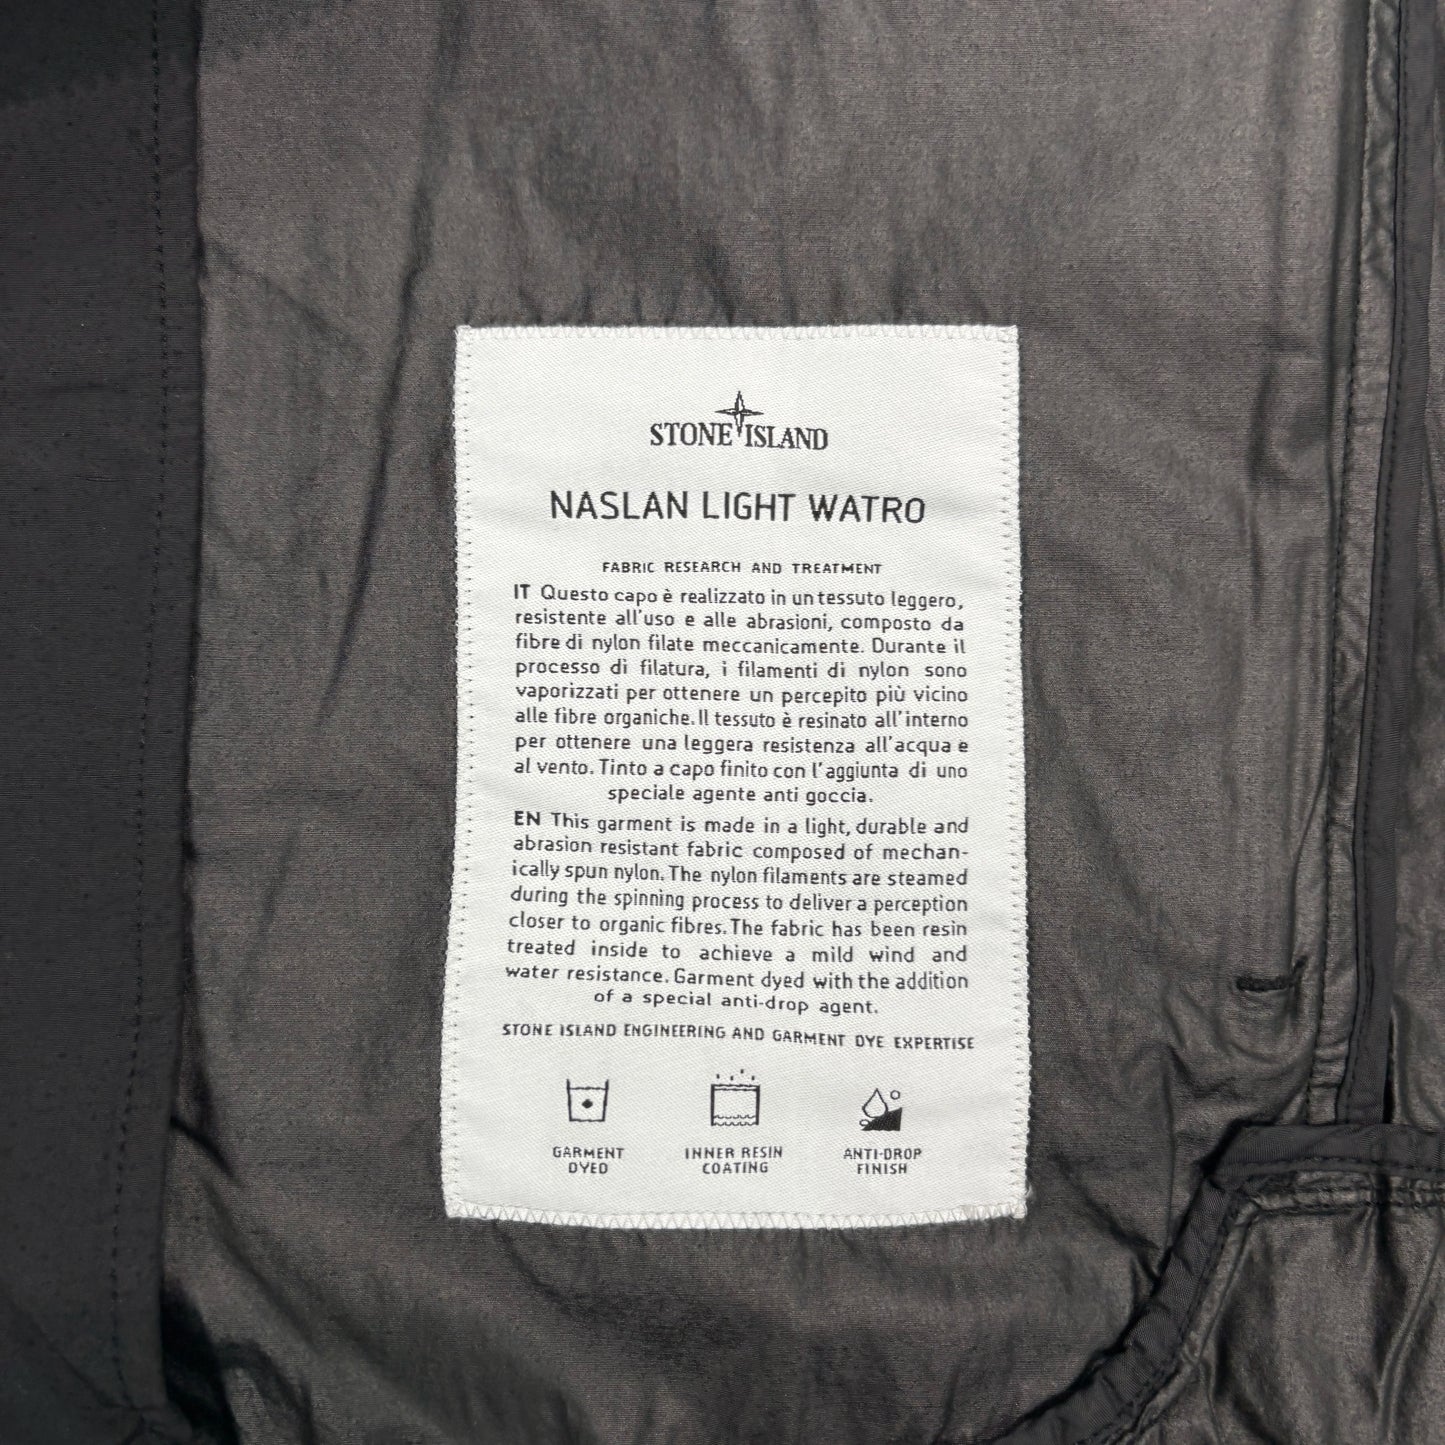 STONE ISLAND
NASLAN LIGHT WATRO
FABRIC RESEARCH AND TREATMENT
IT Questo capo è realizzato in un tessuto leggero,
resistente all'uso e alle abrasioni, composto da
fibre di nylon filate meccanicamente. Durante il
processo di filatura, i filamenti di nylon sono
vaporizzati per ottenere un percepito più vicino
alle fibre organiche. Il tessuto è resinato all'interno
per ottenere una leggera resistenza all'acqua e
al vento. Tinto a capo finito con l'aggiunta di uno
speciale agente anti goccia.
EN This garment is made in a light, durable and
abrasion resistant fabric composed of mechan-
ically spun nylon. The nylon filaments are steamed
during the spinning process to deliver a perception
closer to organic fibres. The fabric has been resin
treated inside to achieve a mild wind and
water resistance. Garment dyed with the addition
of a special anti-drop agent.
STONE ISLAND ENGINEERING AND GARMENT DYE EXPERTISE
GARMENT
DYED
INNER RESIN
COATING
ANTI-DROP
FINISH